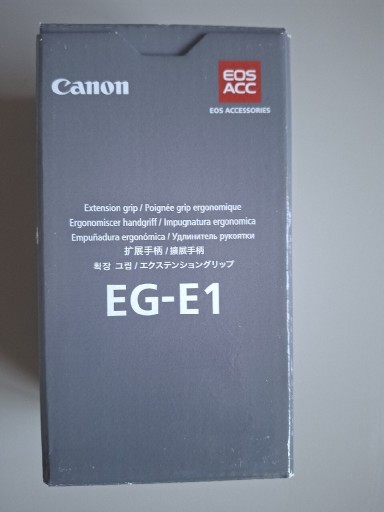 Canon
EOS
ACC
EOS ACCESSORIES
Extension grip / Poignée grip ergonomique
Ergonomiscer handgriff / Impugnatura ergonomica
Empuñadura ergonómica / Удлинитель рукоятки
扩展手柄 / 擴展手柄
확장 그립 / エクステンショングリップ
EG-E1